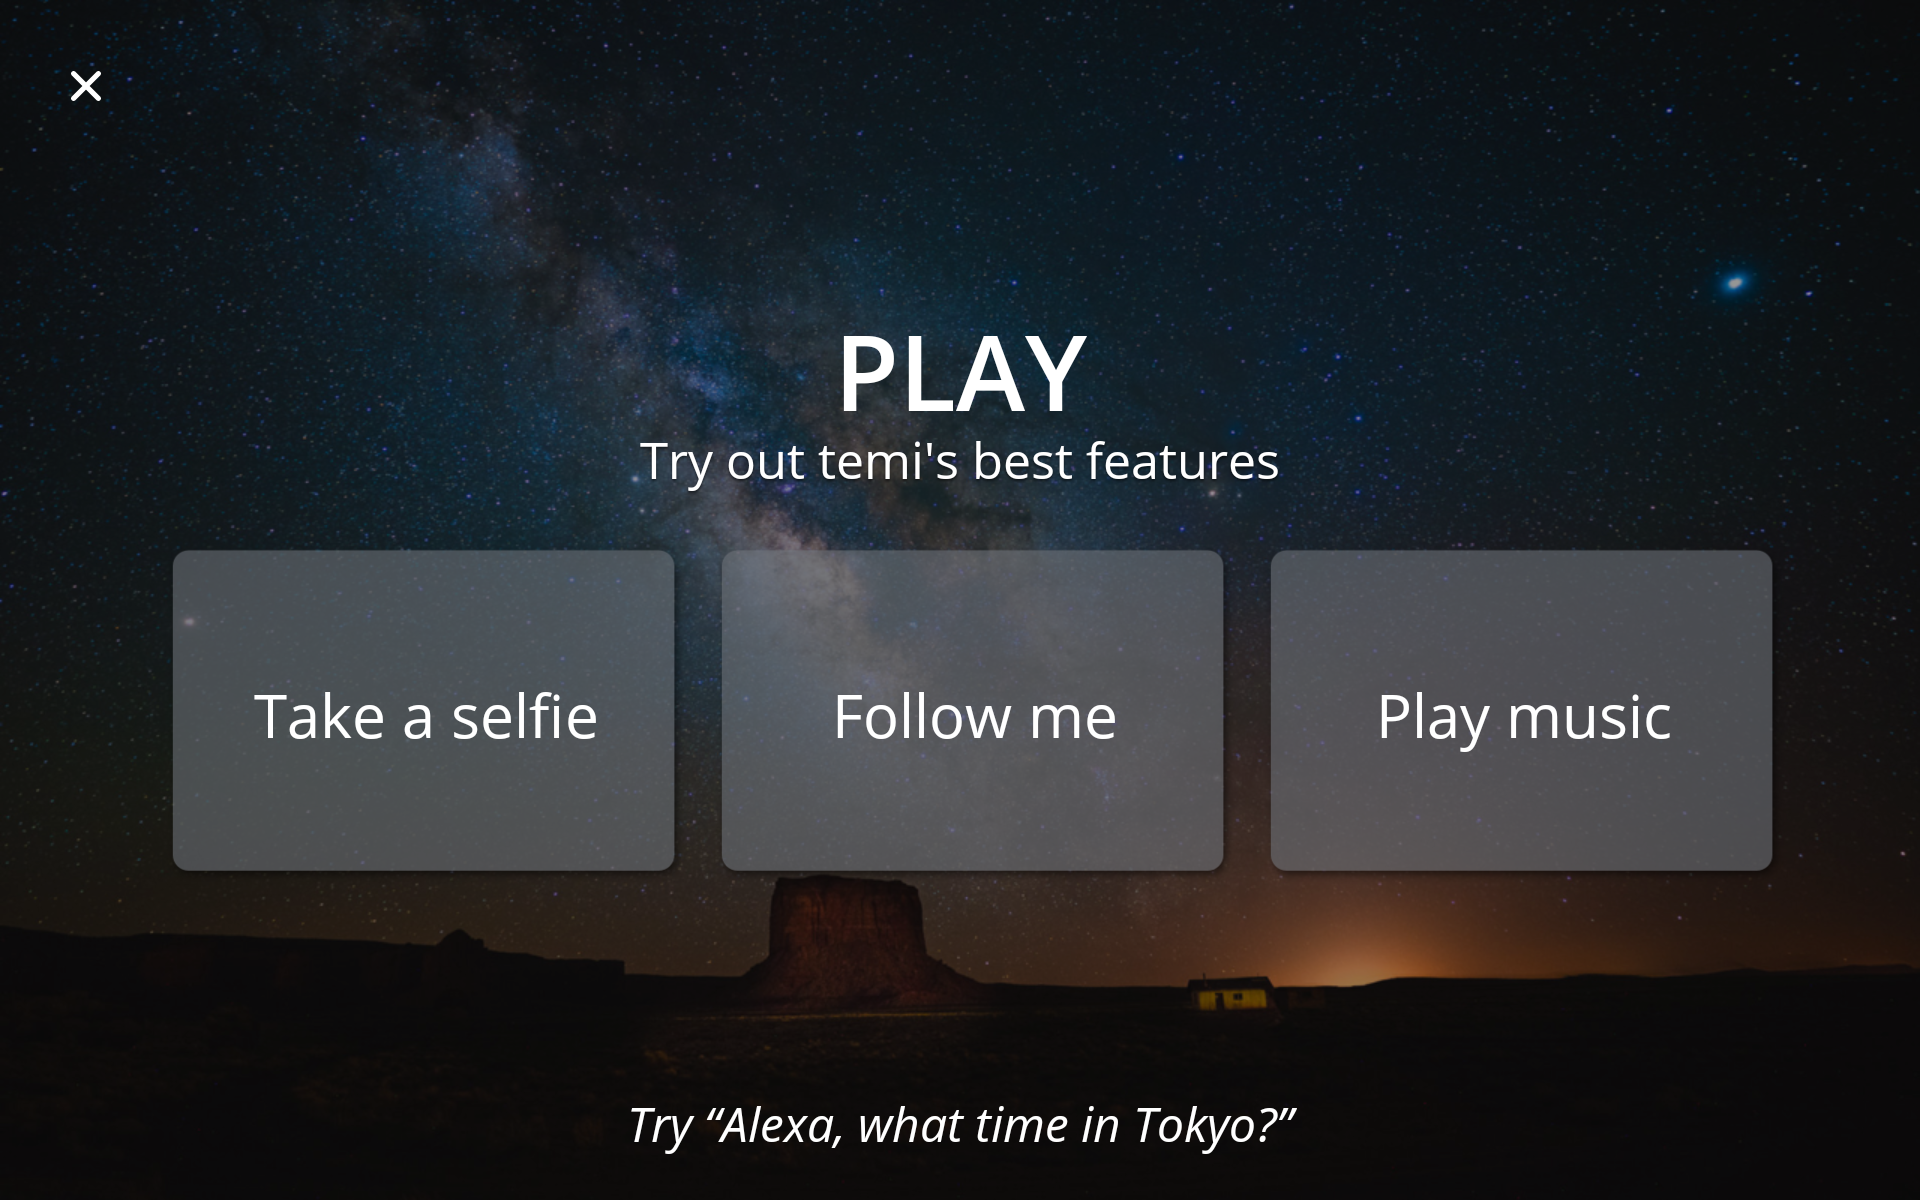 PLAY
Try out temi's best features
Take a selfie
Follow me
Play music
Try “Alexa, what time in Tokyo?”